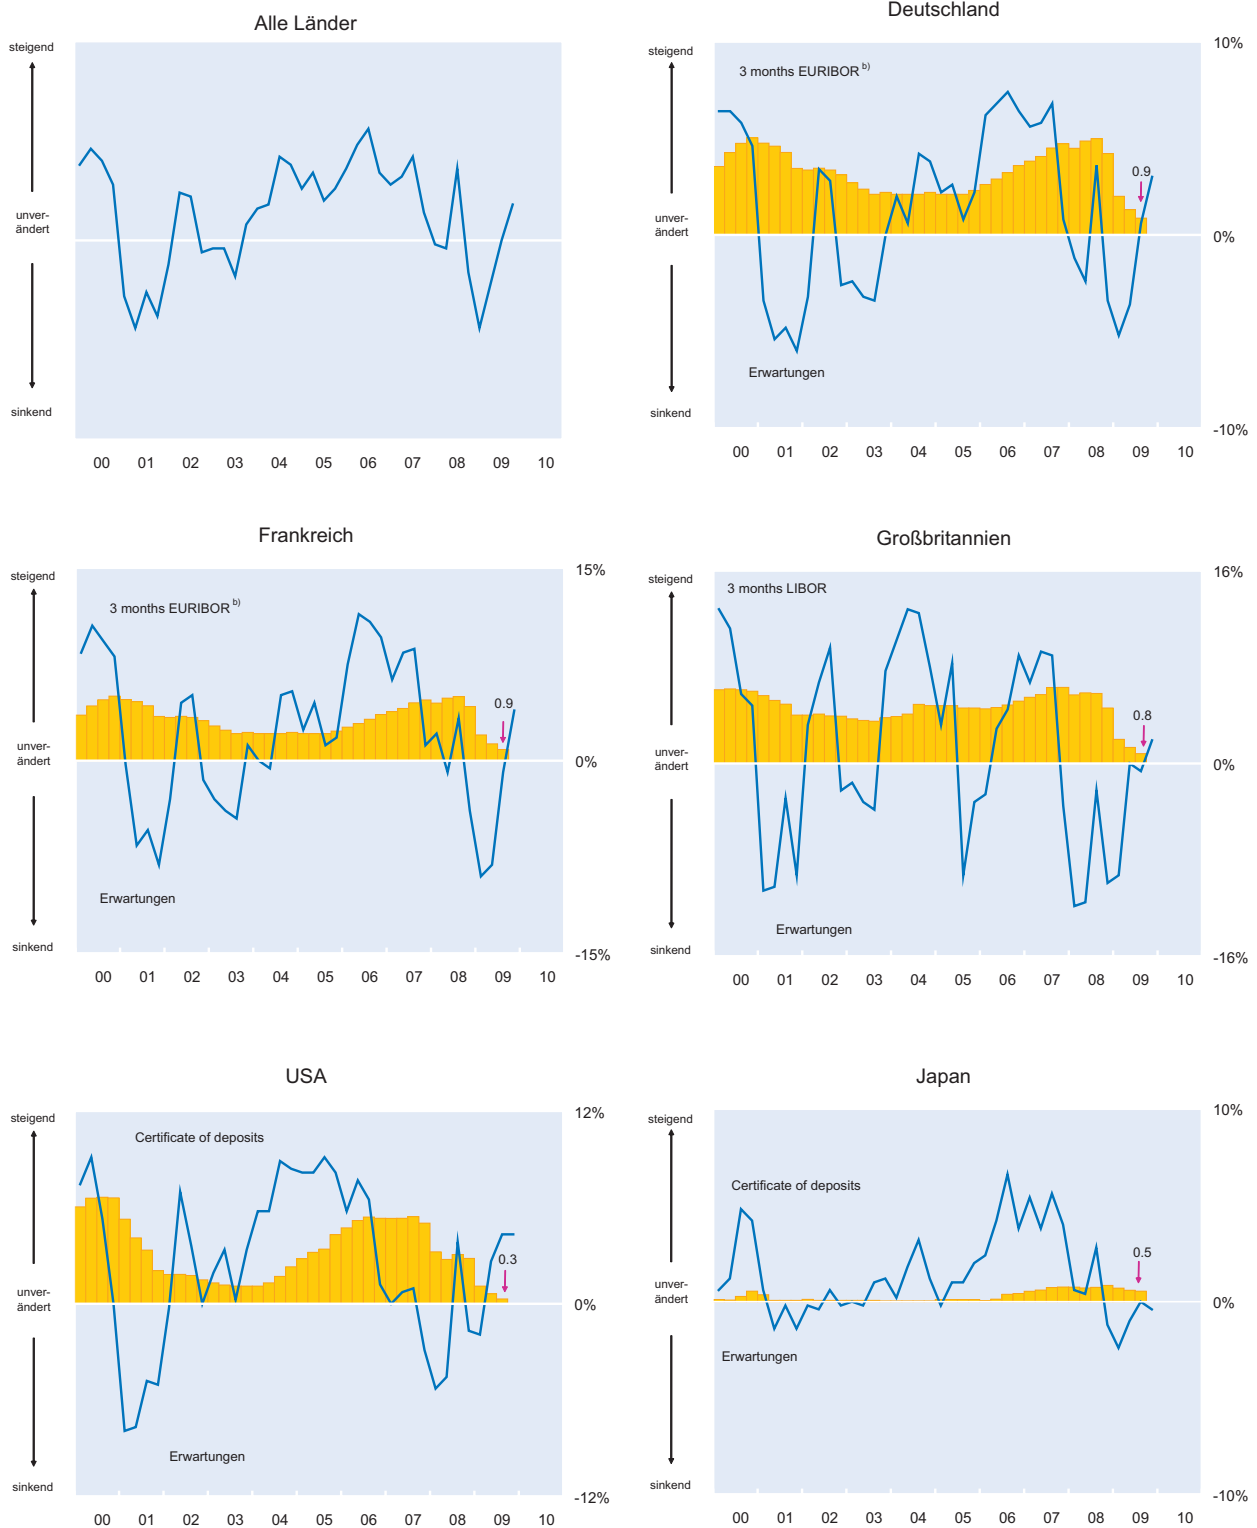 Alle Länder
steigend
unver-
ändert
sinkend
00 01 02 03 04 05 06 07 08 09 10
Deutschland
steigend
unver-
ändert
sinkend
3 months EURIBOR b)
0.9
Erwartungen
10%
0%
-10%
00 01 02 03 04 05 06 07 08 09 10
Frankreich
steigend
unver-
ändert
sinkend
3 months EURIBOR b)
0.9
Erwartungen
15%
0%
-15%
00 01 02 03 04 05 06 07 08 09 10
Großbritannien
steigend
unver-
ändert
sinkend
3 months LIBOR
0.8
Erwartungen
16%
0%
-16%
00 01 02 03 04 05 06 07 08 09 10
USA
steigend
unver-
ändert
sinkend
Certificate of deposits
0.3
Erwartungen
12%
0%
-12%
00 01 02 03 04 05 06 07 08 09 10
Japan
steigend
unver-
ändert
sinkend
Certificate of deposits
0.5
Erwartungen
10%
0%
-10%
00 01 02 03 04 05 06 07 08 09 10